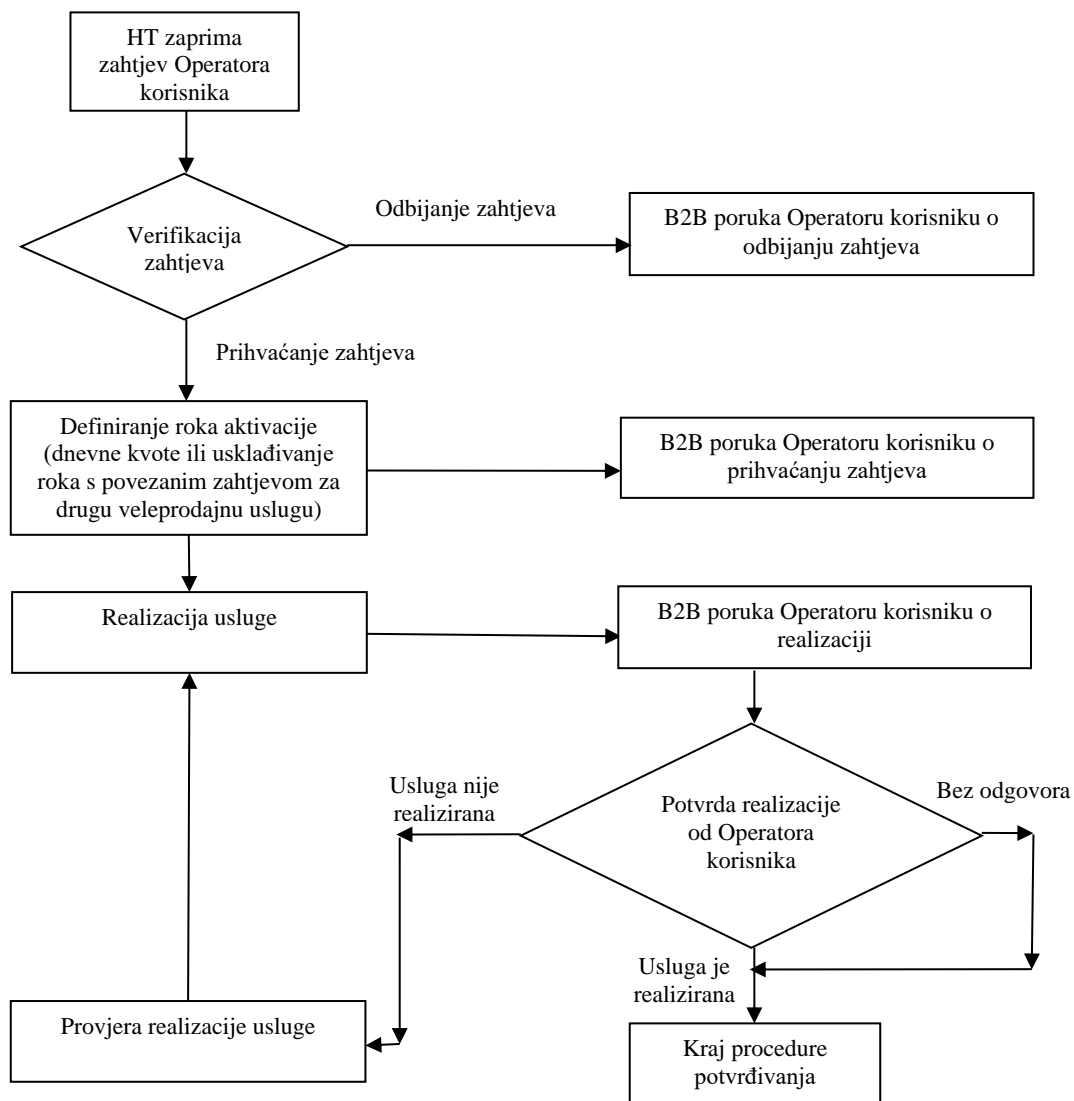 HT zaprima
zahtjev Operatora
korisnika
Verifikacija
zahtjeva
Odbijanje zahtjeva
B2B poruka Operatoru korisniku o
odbijanju zahtjeva
Prihvaćanje zahtjeva
Definiranje roka aktivacije
(dnevne kvote ili usklađivanje
roka s povezanim zahtjevom za
drugu veleprodajnu uslugu)
B2B poruka Operatoru korisniku o
prihvaćanju zahtjeva
Realizacija usluge
B2B poruka Operatoru korisniku o
realizaciji
Usluga nije
realizirana
Potvrda realizacije
od Operatora
korisnika
Bez odgovora
Usluga je
realizirana
Provjera realizacije usluge
Kraj procedure
potvrđivanja